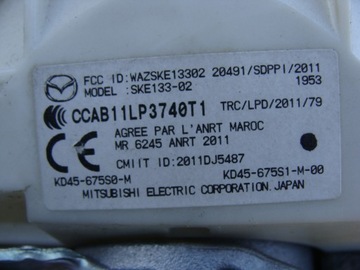 FCC ID:WAZSKE13302 20491/SDPPI/2011
MODEL :SKE133-02 1953
CCAB11LP3740T1 TRC/LPD/2011/79
AGREE PAR L'ANRT MAROC
MR 6245 ANRT 2011
CE
CMIIT ID:2011DJ5487
KD45-675S0-M KD45-675S1-M-00
MITSUBISHI ELECTRIC CORPORATION.JAPAN